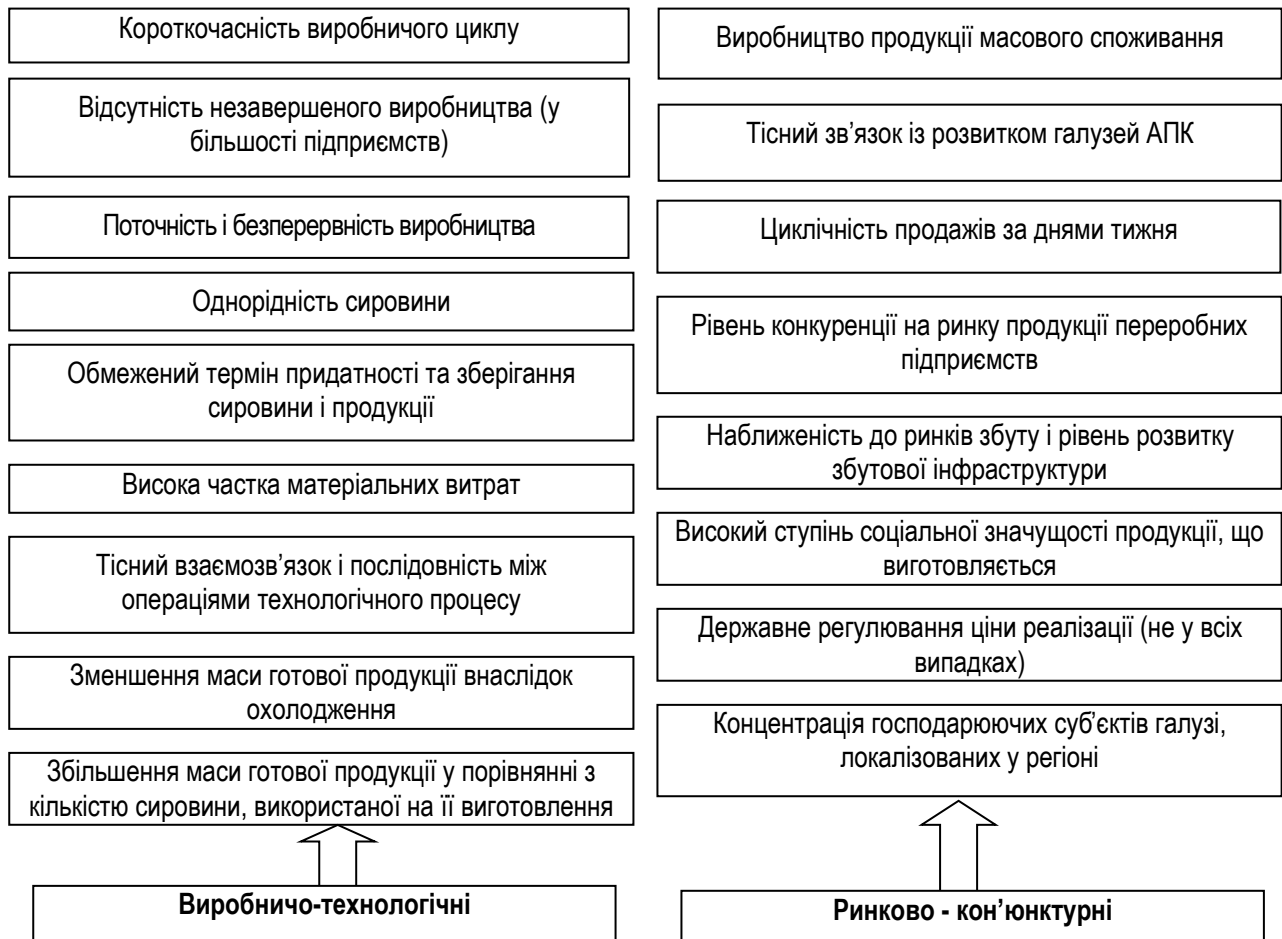 Короткочасність виробничого циклу
Відсутність незавершеного виробництва (у
більшості підприємств)
Поточність і безперервність виробництва
Однорідність сировини
Обмежений термін придатності та зберігання
сировини і продукції
Висока частка матеріальних витрат
Тісний взаємозв’язок і послідовність між
операціями технологічного процесу
Зменшення маси готової продукції внаслідок
охолодження
Збільшення маси готової продукції у порівнянні з
кількістю сировини, використаної на її виготовлення
Виробничо-технологічні
Виробництво продукції масового споживання
Тісний зв’язок із розвитком галузей АПК
Циклічність продажів за днями тижня
Рівень конкуренції на ринку продукції переробних
підприємств
Наближеність до ринків збуту і рівень розвитку
збутової інфраструктури
Високий ступінь соціальної значущості продукції, що
виготовляється
Державне регулювання ціни реалізації (не у всіх
випадках)
Концентрація господарюючих суб’єктів галузі,
локалізованих у регіоні
Ринково - кон’юнктурні